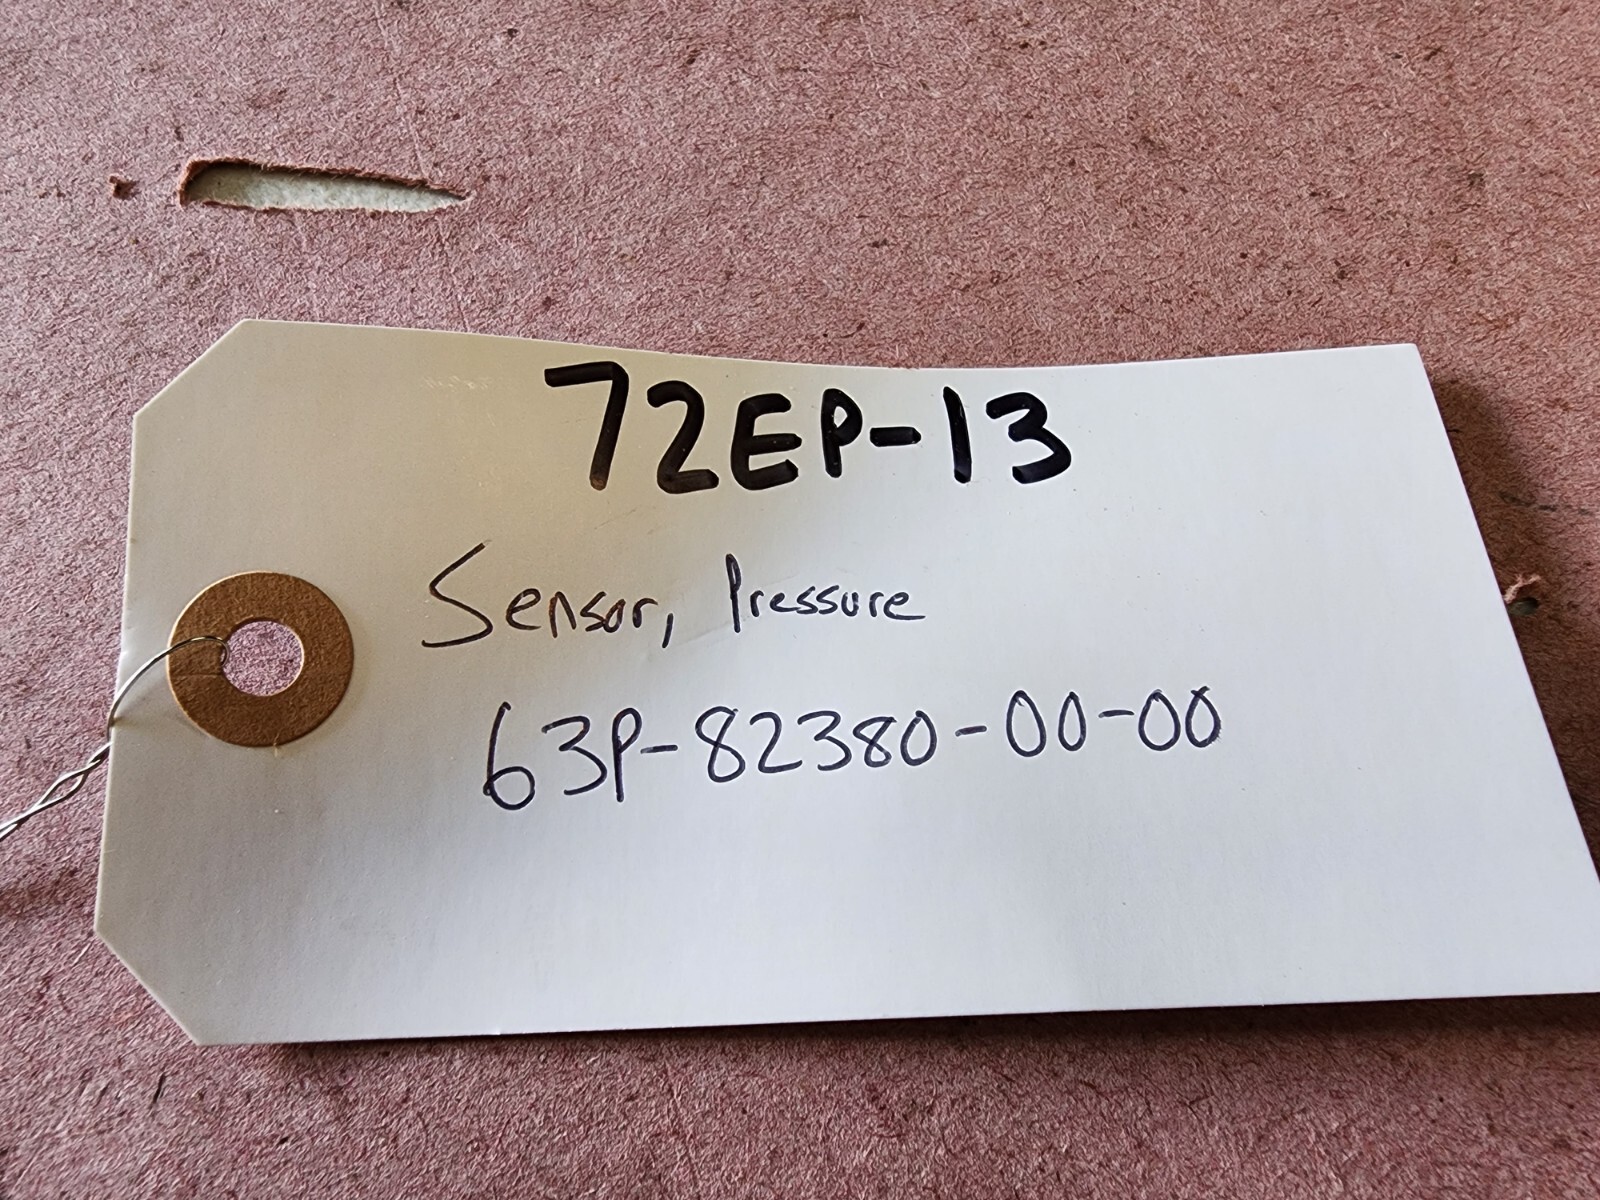 72EP-13
Sensor, Pressure
63P-82380-00-00